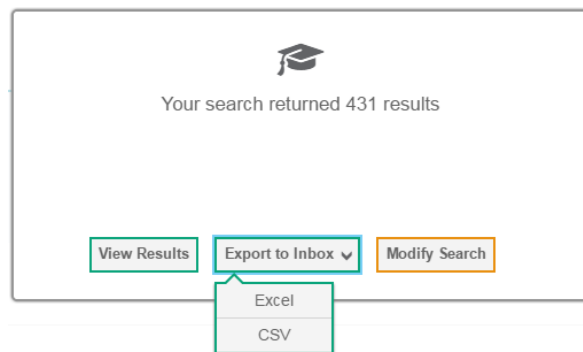 Your search returned 431 results
View Results
Export to Inbox
Modify Search
Excel
CSV